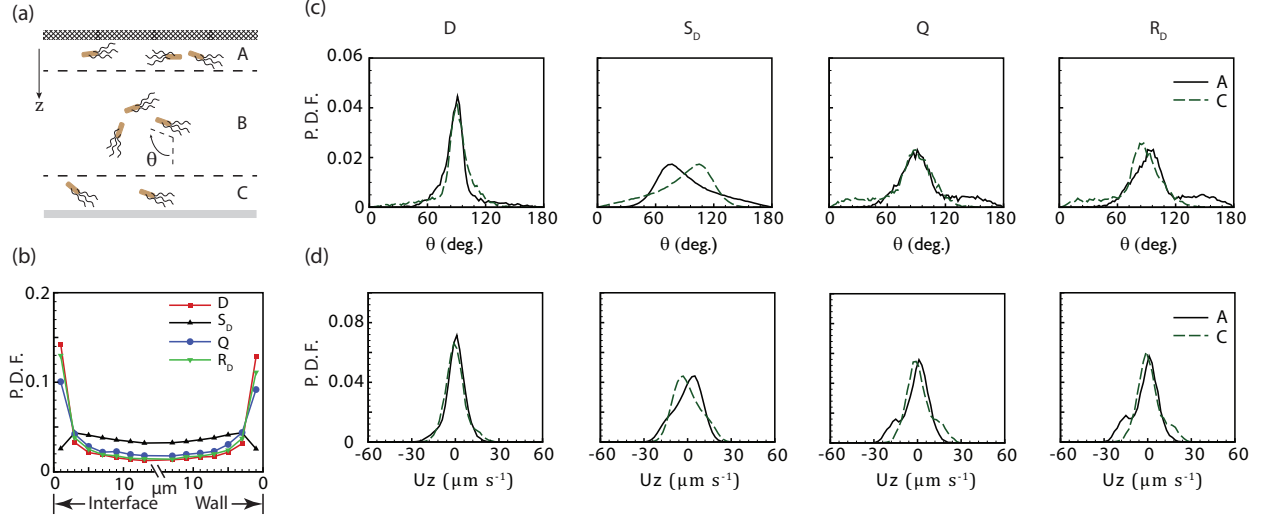 (a)
A
z
B
θ
C
(b)
0.2
0.1
0
P. D. F.
D
S_D
Q
R_D
0
10
10
0
μm
Interface
Wall
(c)
D
S_D
Q
R_D
0.06
0.04
0.02
0
P. D. F.
A
C
0 60 120 180
0 60 120 180
0 60 120 180
0 60 120 180
θ (deg.)
θ (deg.)
θ (deg.)
θ (deg.)
(d)
0.08
0.04
0
P. D. F.
A
C
-60 -30 0 30 60
-60 -30 0 30 60
-60 -30 0 30 60
-60 -30 0 30 60
Uz (μm s⁻¹)
Uz (μm s⁻¹)
Uz (μm s⁻¹)
Uz (μm s⁻¹)